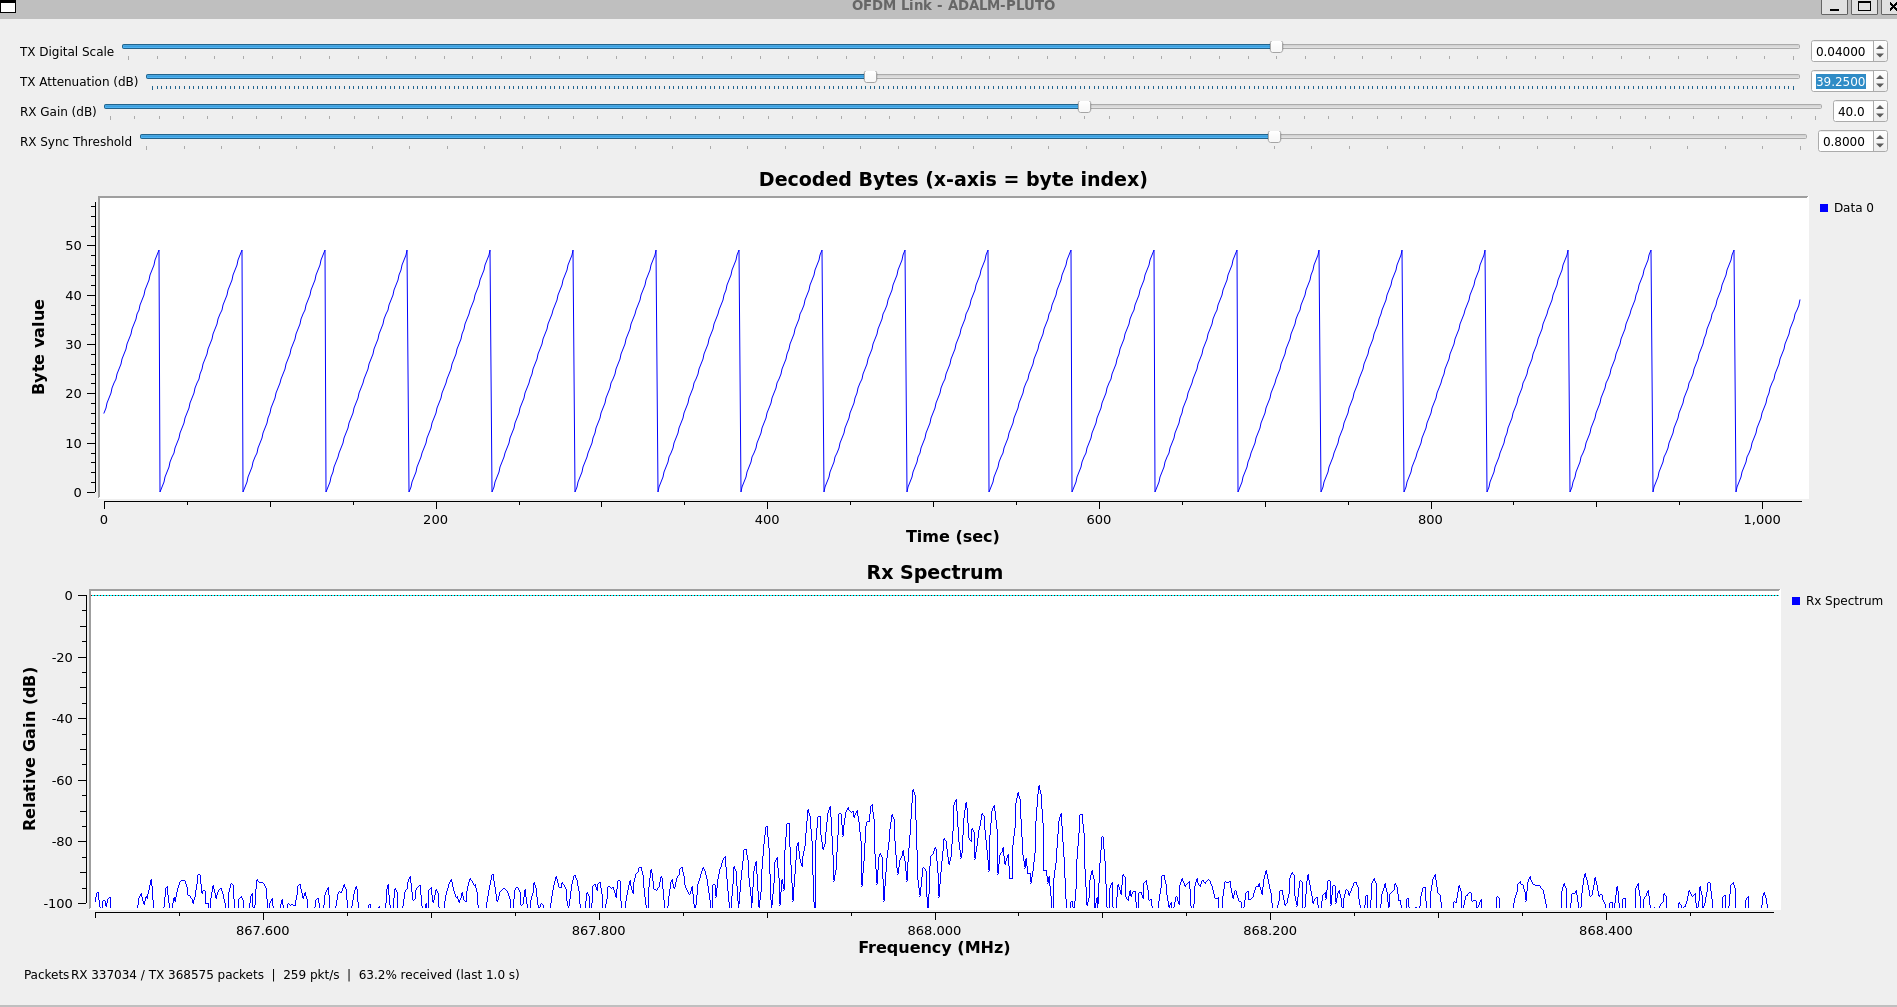 OFDM Link - ADALM-PLUTO
TX Digital Scale 0.04000
TX Attenuation (dB) 39.2500
RX Gain (dB) 40.0
RX Sync Threshold 0.8000
Decoded Bytes (x-axis = byte index)
Data 0
Byte value
50
40
30
20
10
0
0 200 400 600 800 1,000
Time (sec)
Rx Spectrum
Rx Spectrum
Relative Gain (dB)
0
-20
-40
-60
-80
-100
867.600 867.800 868.000 868.200 868.400
Frequency (MHz)
Packets RX 337034 / TX 368575 packets | 259 pkt/s | 63.2% received (last 1.0 s)